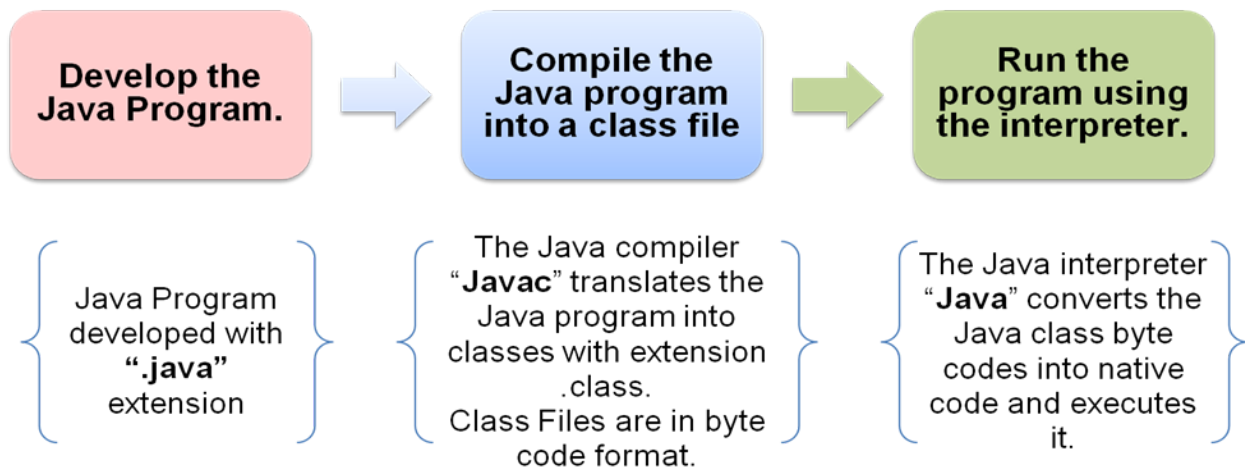 Develop the
Java Program.
Compile the
Java program
into a class file
Run the
program using
the interpreter.
Java Program
developed with
“.java”
extension
The Java compiler
“Javac” translates the
Java program into
classes with extension
.class.
Class Files are in byte
code format.
The Java interpreter
“Java” converts the
Java class byte
codes into native
code and executes
it.